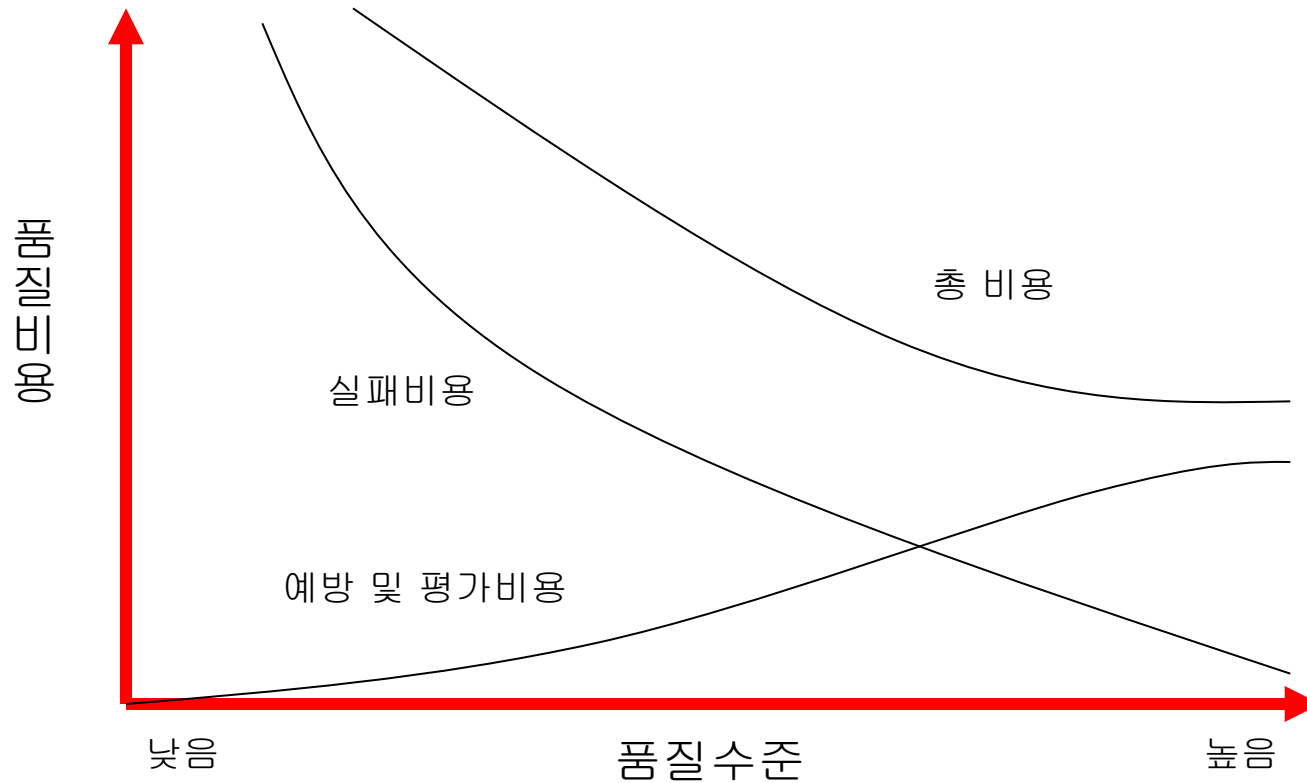 품질비용
총 비용
실패비용
예방 및 평가비용
낮음
품질수준
높음